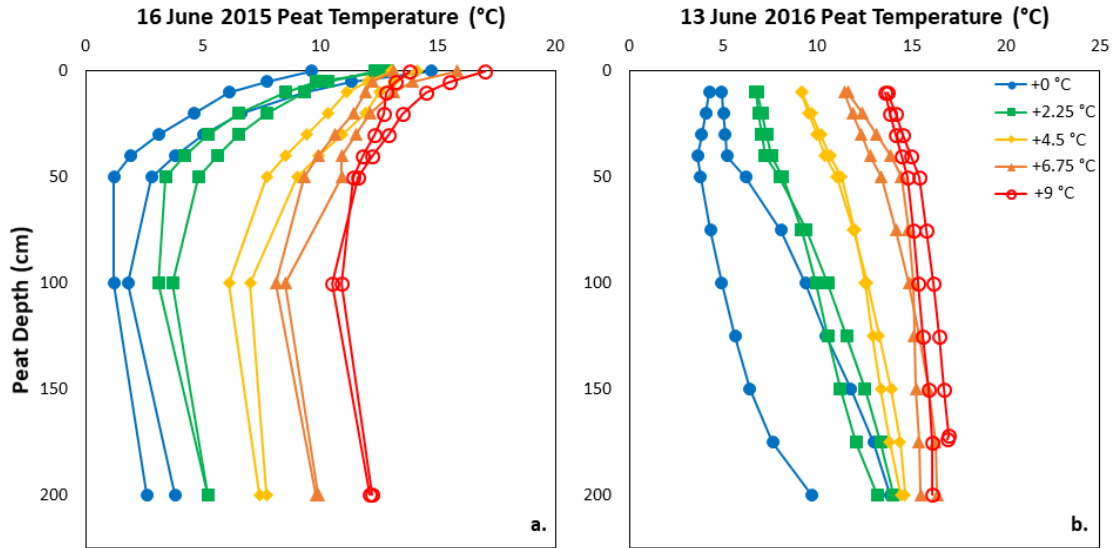 16 June 2015 Peat Temperature (°C)
0 5 10 15 20
0
50
100
150
200
Peat Depth (cm)
a.
13 June 2016 Peat Temperature (°C)
0 5 10 15 20 25
0
50
100
150
200
+0 °C
+2.25 °C
+4.5 °C
+6.75 °C
+9 °C
b.